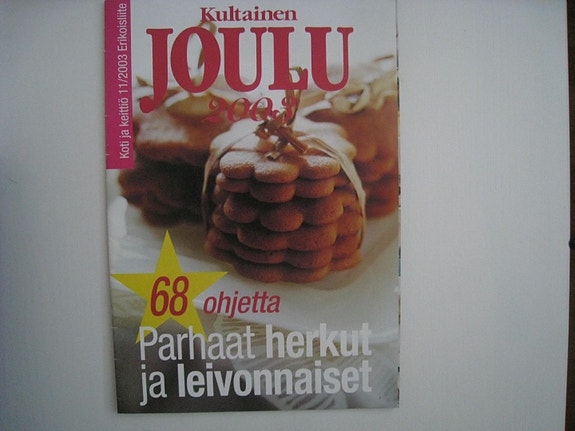 Kultainen
JOULU
2003
Koti ja keittiö 11/2003 Erikoisliite
68 ohjetta
Parhaat herkut
ja leivonnaiset